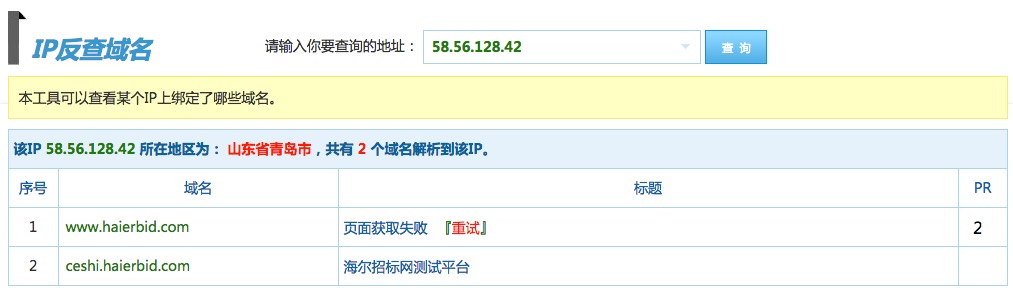 IP反查域名
请输入你要查询的地址： 58.56.128.42 查 询
本工具可以查看某个IP上绑定了哪些域名。
该IP 58.56.128.42 所在地区为： 山东省青岛市，共有 2 个域名解析到该IP。
序号 域名 标题 PR
1 www.haierbid.com 页面获取失败 『重试』 2
2 ceshi.haierbid.com 海尔招标网测试平台